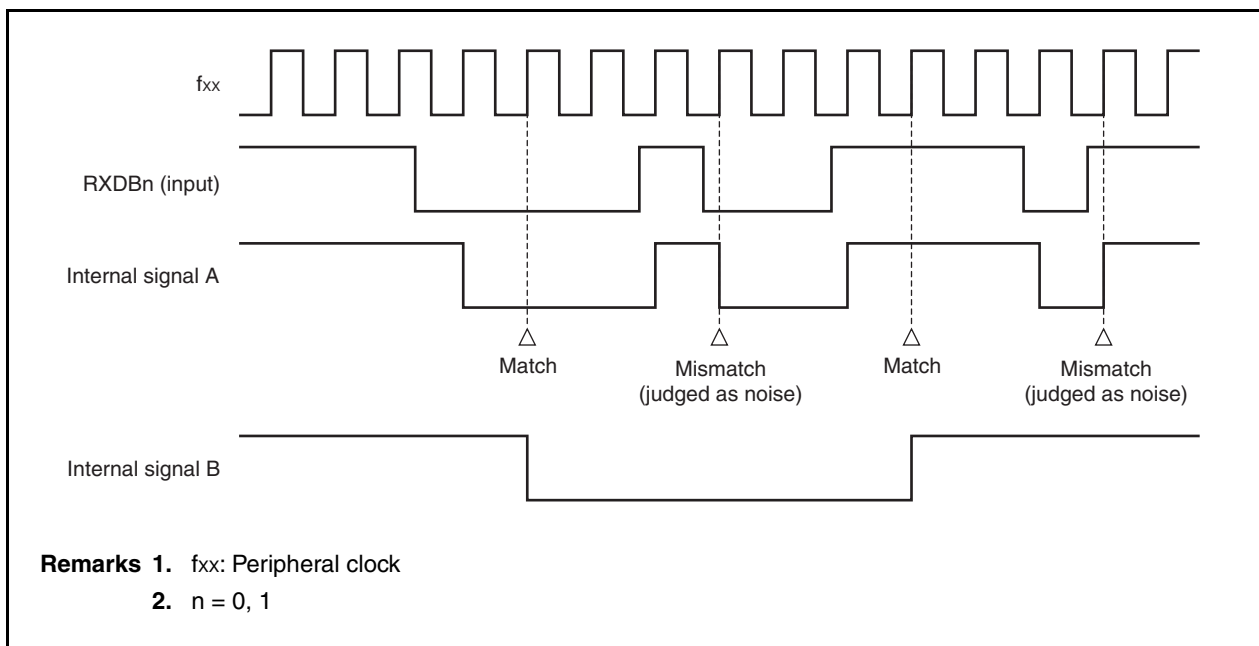 fxx
RXDBn (input)
Internal signal A
Match
Mismatch
(judged as noise)
Match
Mismatch
(judged as noise)
Internal signal B
Remarks 1. fxx: Peripheral clock
2. n = 0, 1